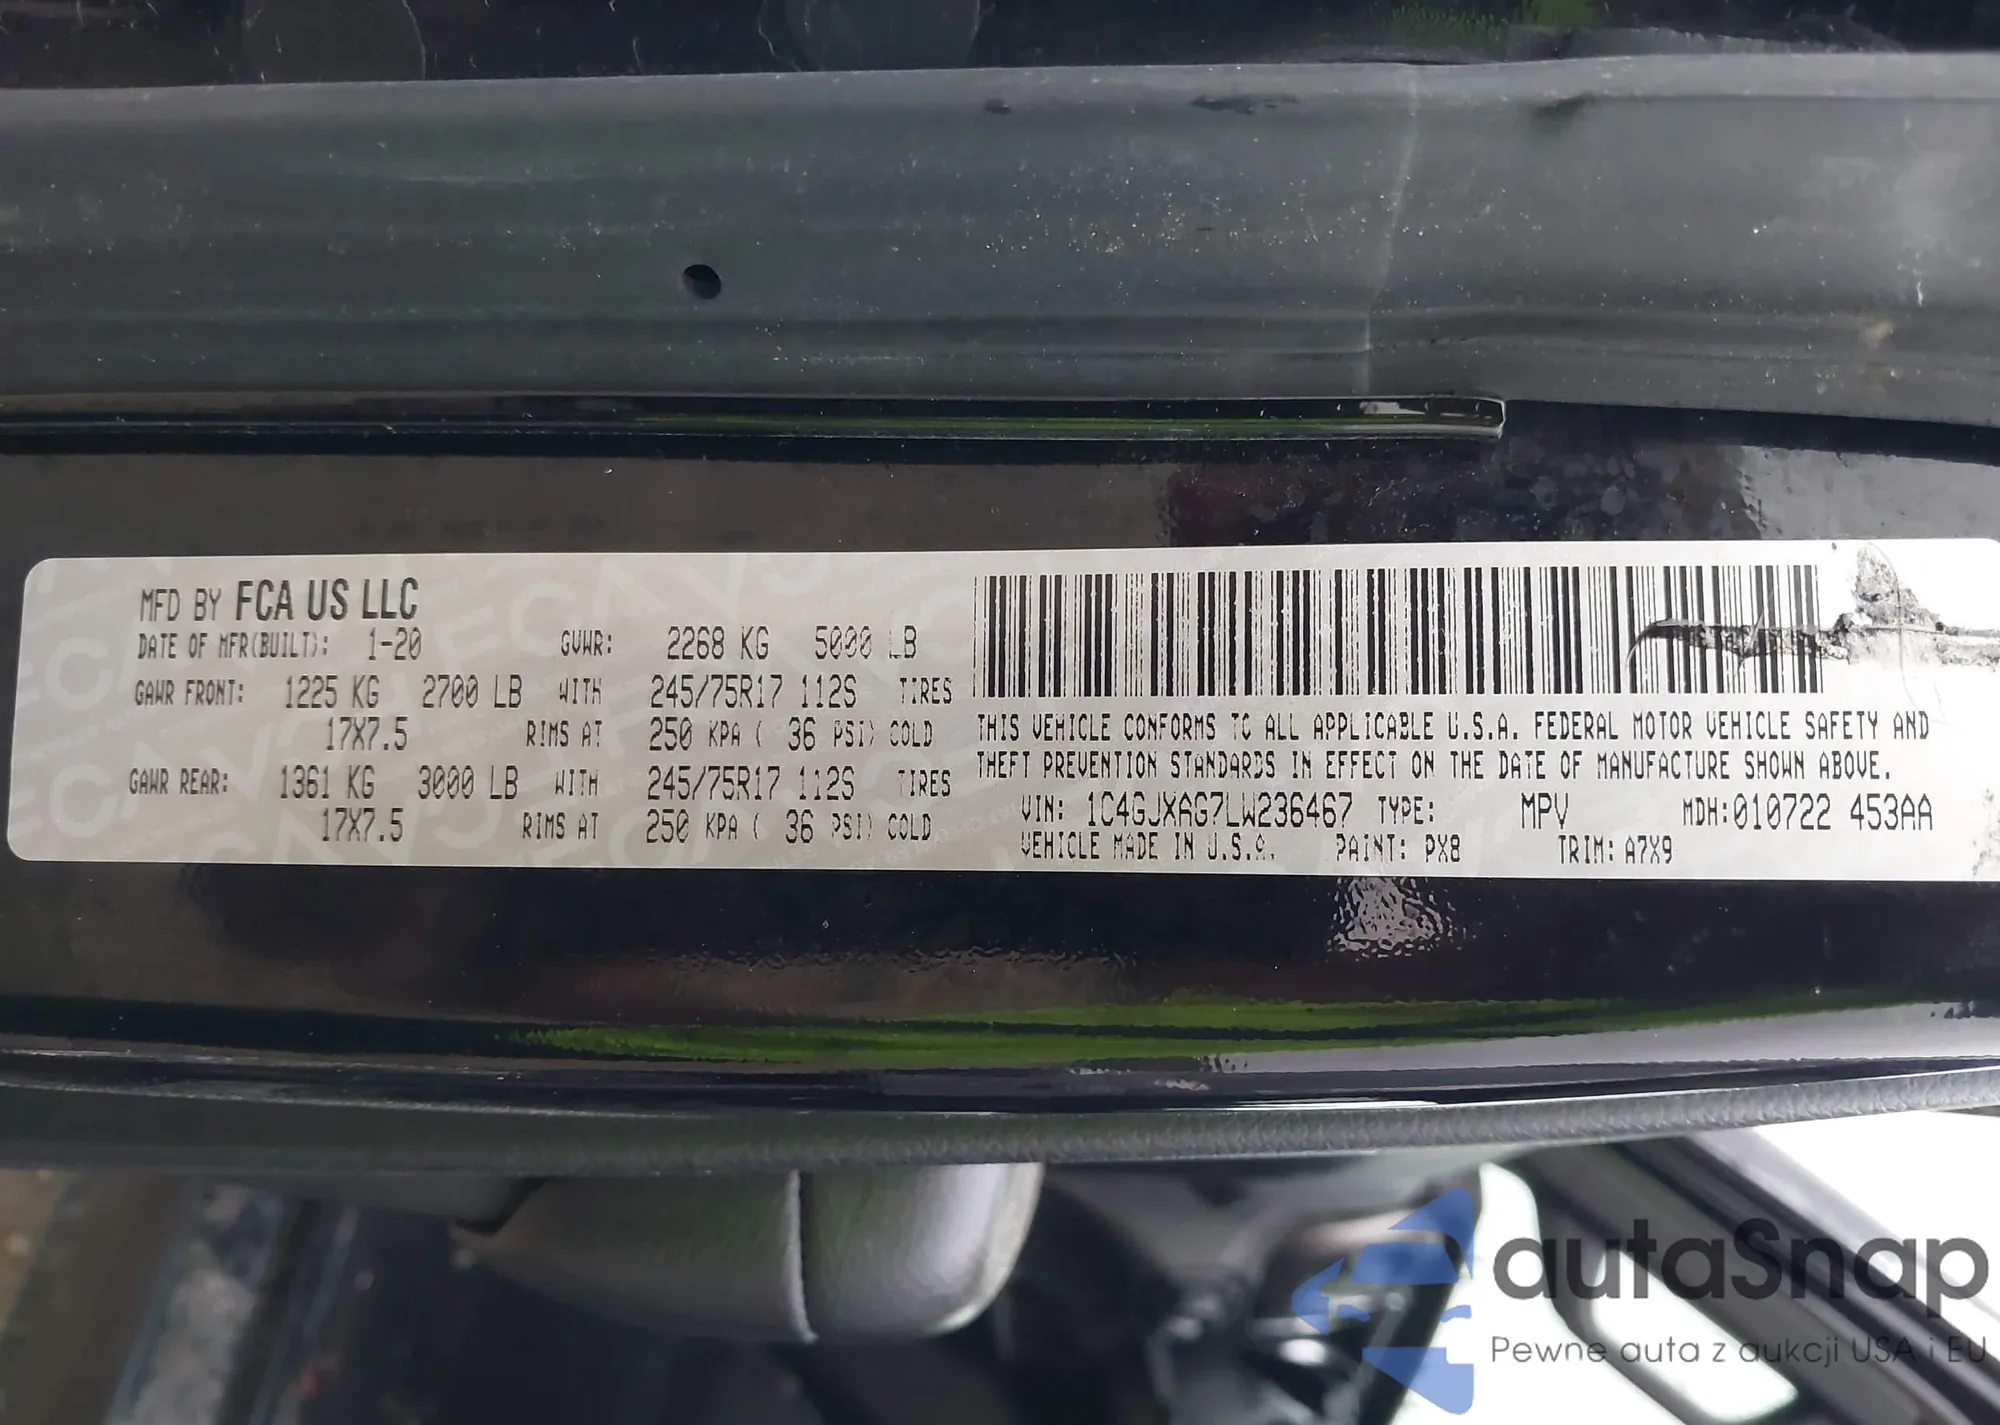 MFD BY FCA US LLC
DATE OF MFR(BUILT): 1-20 GVWR: 2268 KG 5000 LB
GAWR FRONT: 1225 KG 2700 LB WITH 245/75R17 112S TIRES
17X7.5 RIMS AT 250 KPA ( 36 PSI) COLD
GAWR REAR: 1361 KG 3000 LB WITH 245/75R17 112S TIRES
17X7.5 RIMS AT 250 KPA ( 36 PSI) COLD
THIS VEHICLE CONFORMS TO ALL APPLICABLE U.S.A. FEDERAL MOTOR VEHICLE SAFETY AND
THEFT PREVENTION STANDARDS IN EFFECT ON THE DATE OF MANUFACTURE SHOWN ABOVE.
VIN: 1C4GJXAG7LW236467 TYPE: MPV MDH:010722 453AA
VEHICLE MADE IN U.S.A. PAINT: PX8 TRIM: A7X9
autaSnap
Pewne auta z aukcji USA i EU